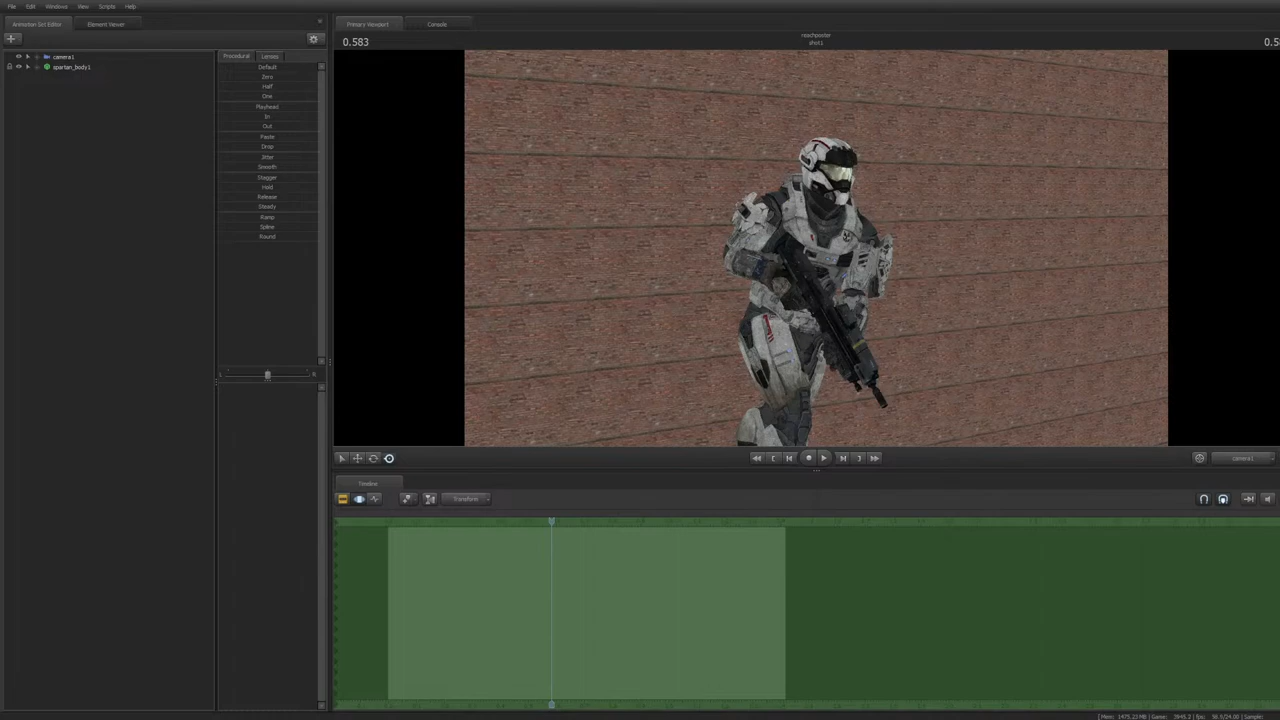 File Edit Windows View Scripts Help
Animation Set Editor Element Viewer
Primary Viewport Console
0.583
reachposter
shot1
camera1
spartan_body1
Procedural Lenses
Default
Zero
Half
One
Playhead
In
Out
Paste
Drop
Jitter
Smooth
Stagger
Hold
Release
Steady
Ramp
Spline
Round
L R
camera1
Timeline
Transform